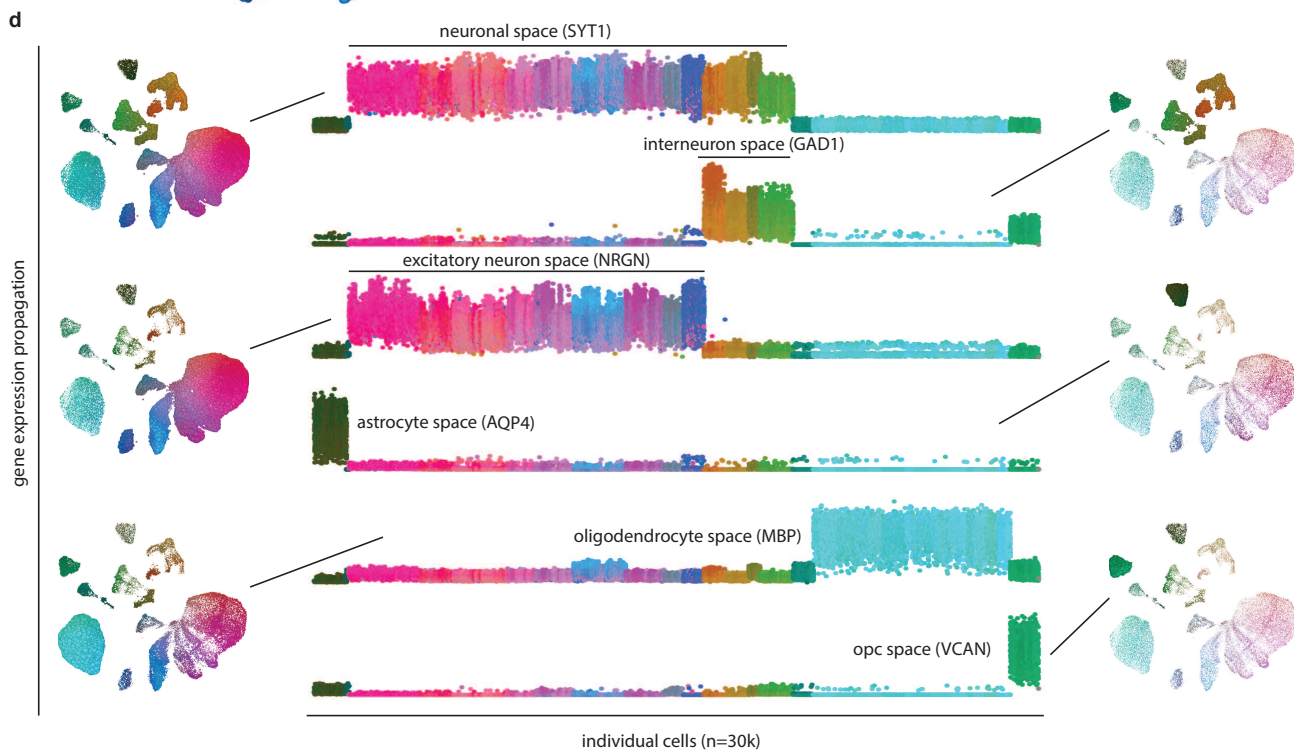 d
neuronal space (SYT1)
interneuron space (GAD1)
excitatory neuron space (NRGN)
gene expression propagation
astrocyte space (AQP4)
oligodendrocyte space (MBP)
opc space (VCAN)
individual cells (n=30k)